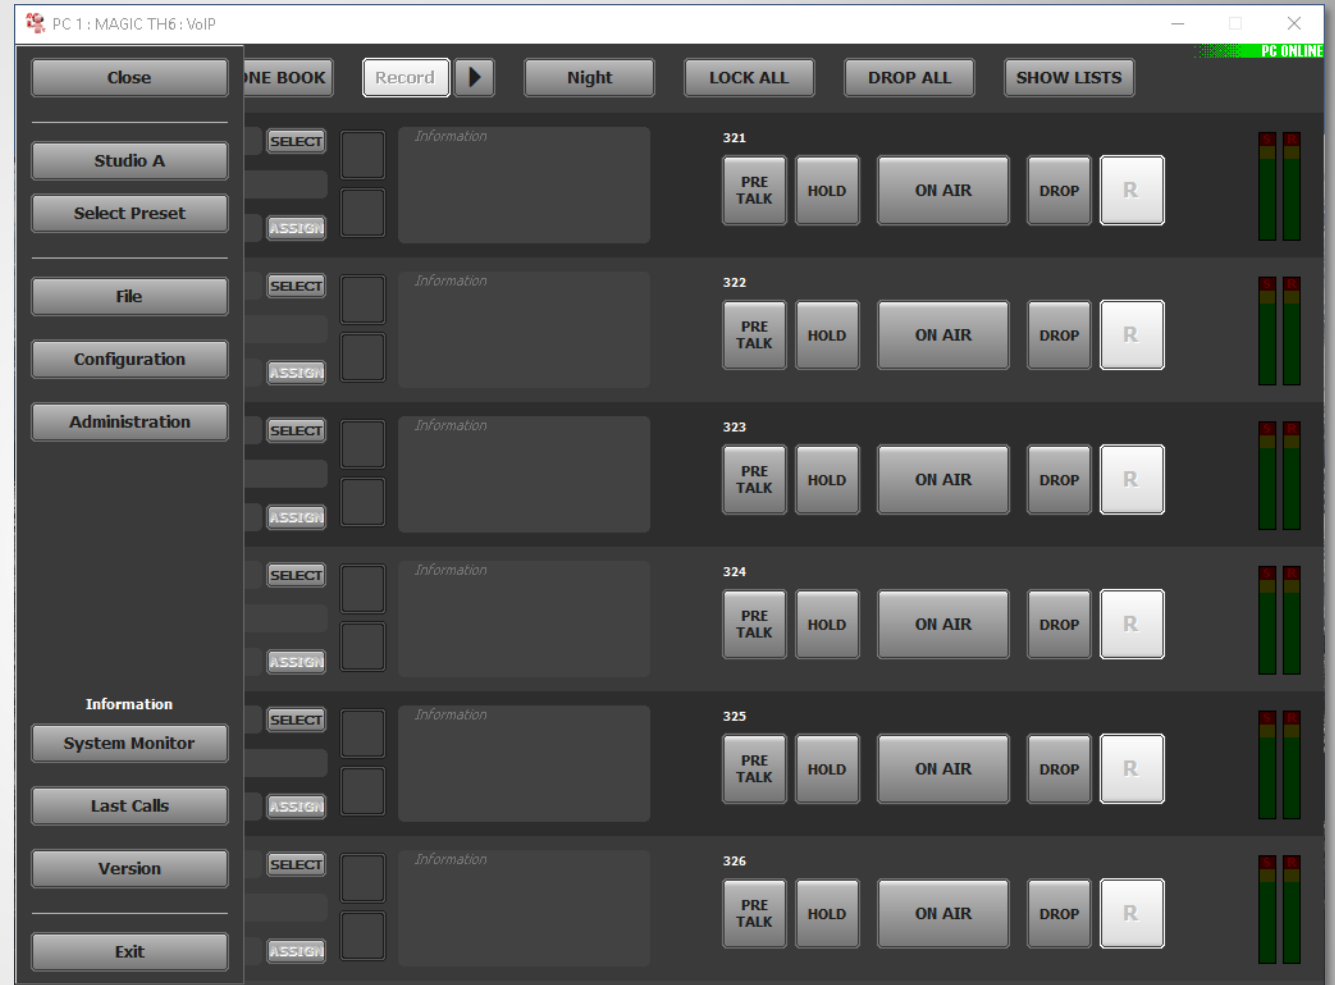 PC 1 : MAGIC TH6 : VoIP
PC ONLINE
Close
NE BOOK
Record
Night
LOCK ALL
DROP ALL
SHOW LISTS
Studio A
Select Preset
File
Configuration
Administration
Information
System Monitor
Last Calls
Version
Exit
SELECT
ASSIGN
Information
321
PRE
TALK
HOLD
ON AIR
DROP
R
S R
SELECT
ASSIGN
Information
322
PRE
TALK
HOLD
ON AIR
DROP
R
S R
SELECT
ASSIGN
Information
323
PRE
TALK
HOLD
ON AIR
DROP
R
S R
SELECT
ASSIGN
Information
324
PRE
TALK
HOLD
ON AIR
DROP
R
S R
SELECT
ASSIGN
Information
325
PRE
TALK
HOLD
ON AIR
DROP
R
S R
SELECT
ASSIGN
Information
326
PRE
TALK
HOLD
ON AIR
DROP
R
S R